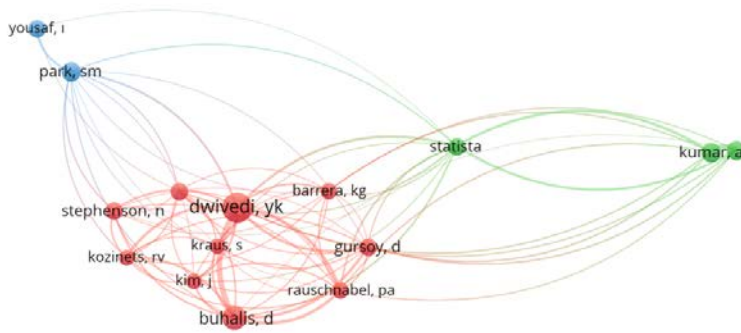 yousaf, i
park, sm
statista
kumar, a
barrera, kg
dwivedi, yk
stephenson, n
kraus, s
gursoy, d
kozinets, rv
kim, j
rauschnabel, pa
buhalis, d